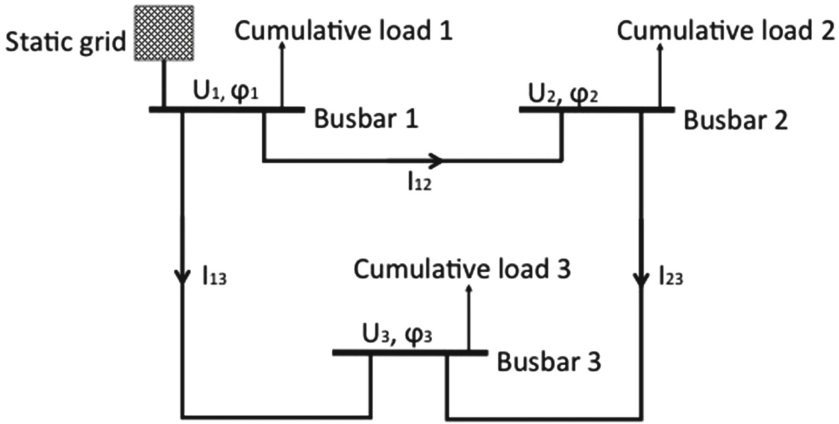 Static grid
Cumulative load 1
Cumulative load 2
U₁, φ₁
U₂, φ₂
Busbar 1
Busbar 2
I₁₂
I₁₃
Cumulative load 3
I₂₃
U₃, φ₃
Busbar 3